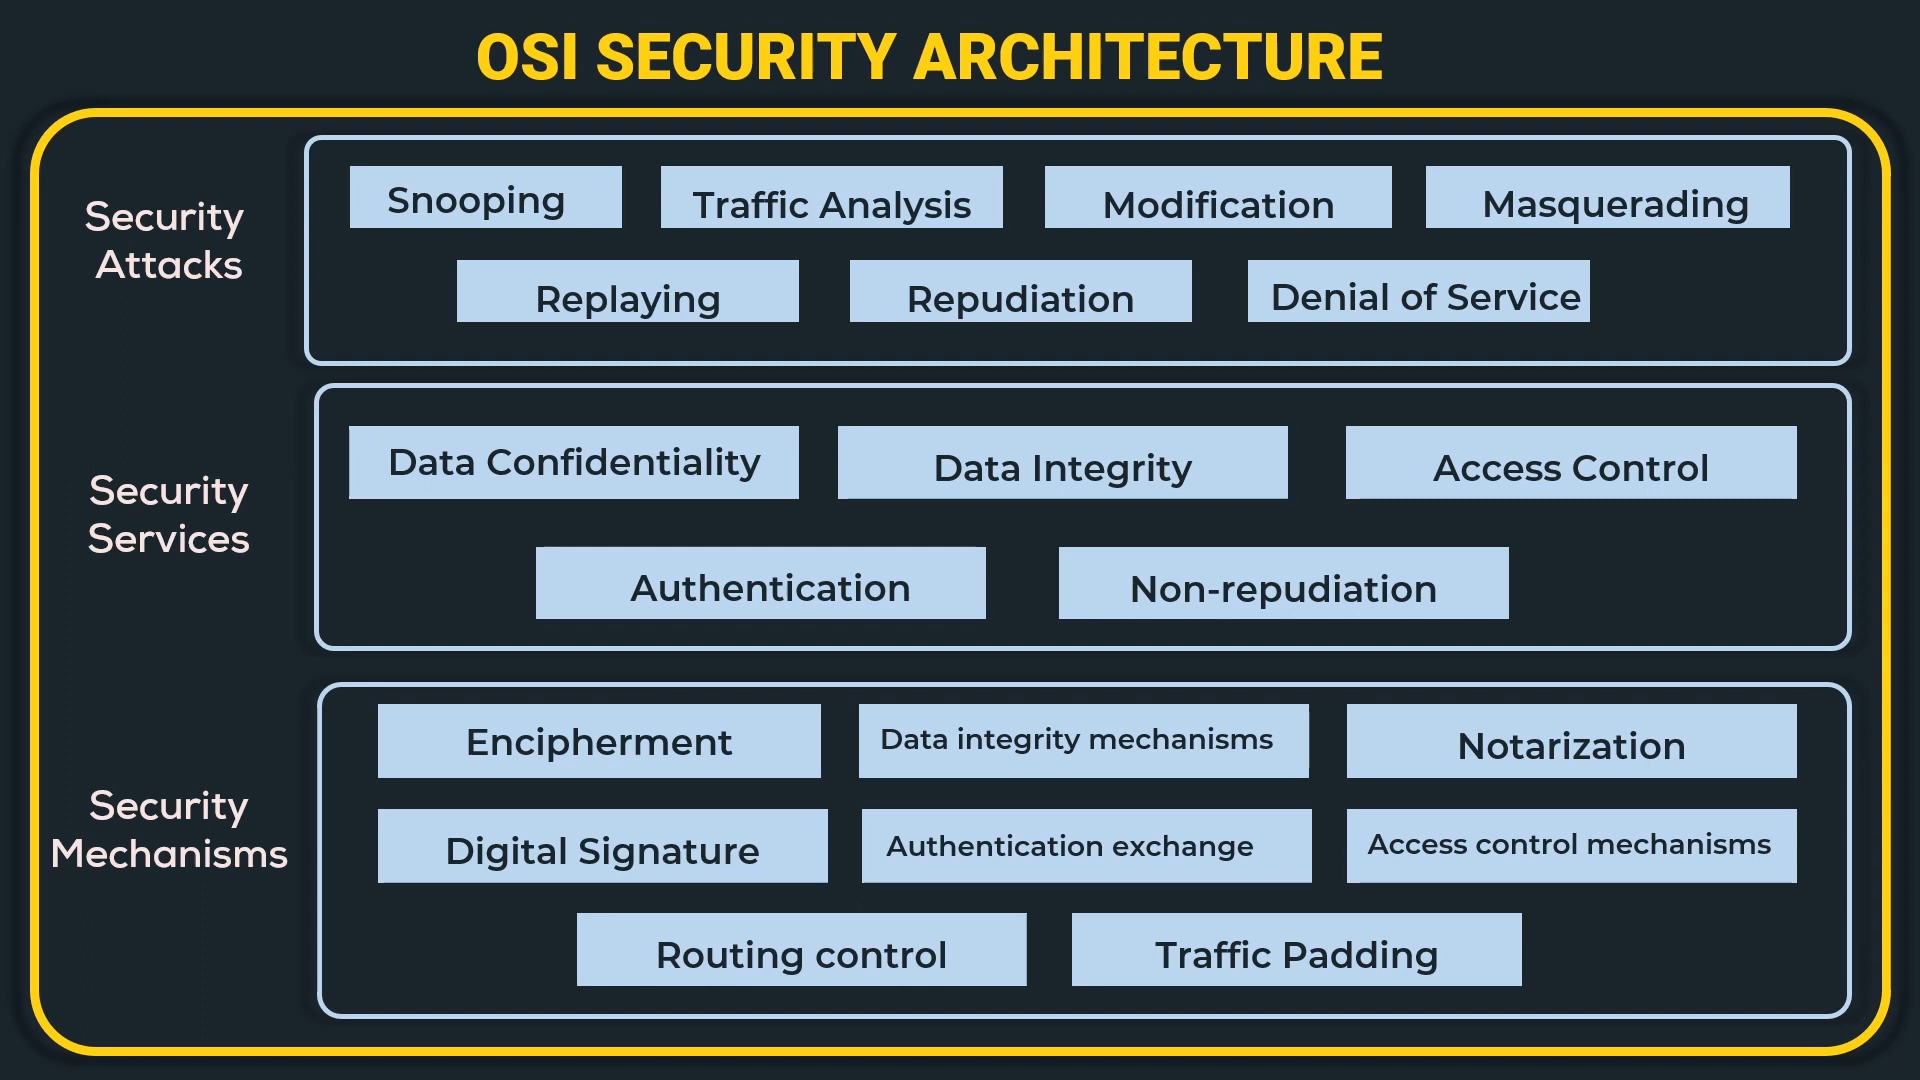 OSI SECURITY ARCHITECTURE
Security
Attacks
Snooping
Traffic Analysis
Modification
Masquerading
Replaying
Repudiation
Denial of Service
Security
Services
Data Confidentiality
Data Integrity
Access Control
Authentication
Non-repudiation
Security
Mechanisms
Encipherment
Data integrity mechanisms
Notarization
Digital Signature
Authentication exchange
Access control mechanisms
Routing control
Traffic Padding